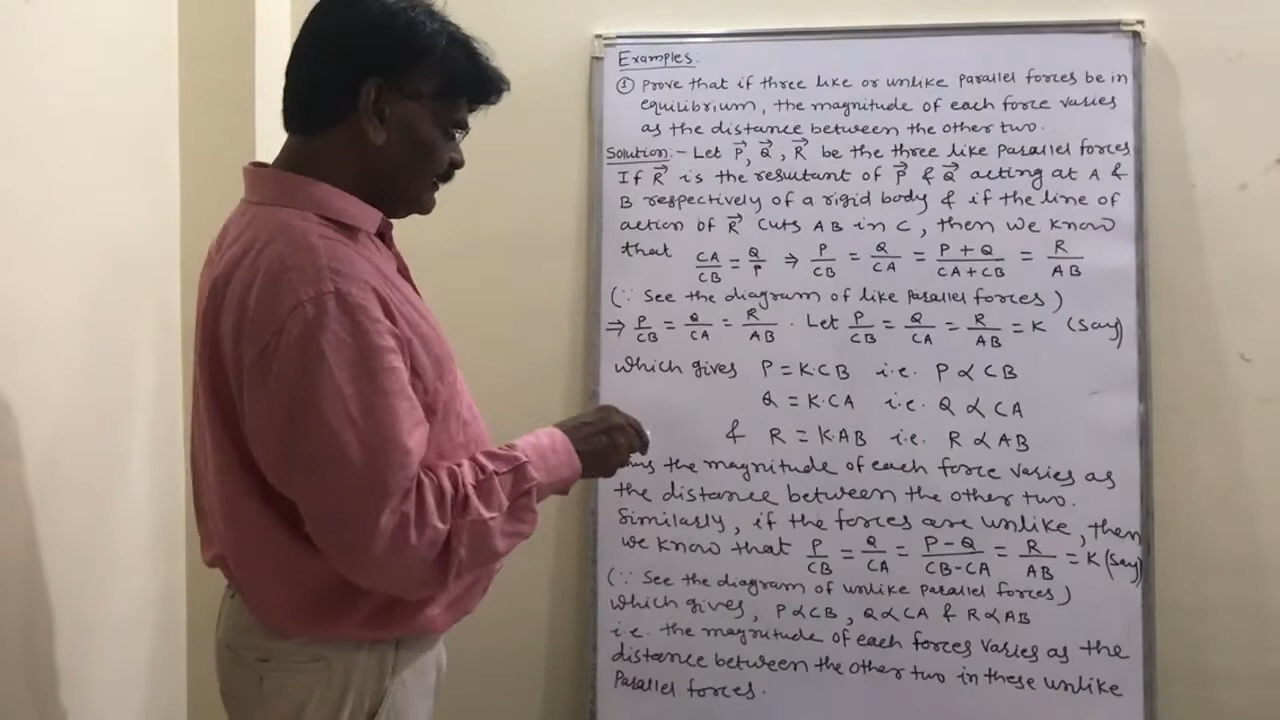 Examples:
① Prove that if three like or unlike parallel forces be in
equilibrium, the magnitude of each force varies
as the distance between the other two.
Solution:- Let P⃗, Q⃗, R⃗ be the three like parallel forces
If R⃗ is the resultant of P⃗ & Q⃗ acting at A &
B respectively of a rigid body & if the line of
action of R⃗ cuts AB in C, then we know
that CA/CB = Q/P ⇒ P/CB = Q/CA = P+Q/CA+CB = R/AB
(∵ See the diagram of like parallel forces)
⇒ P/CB = Q/CA = R/AB . Let P/CB = Q/CA = R/AB = K (say)
which gives P = K·CB i.e. P ∝ CB
Q = K·CA i.e. Q ∝ CA
& R = K·AB i.e. R ∝ AB
the magnitude of each force varies as
the distance between the other two.
Similarly, if the forces are unlike, then
we know that P/CB = Q/CA = P-Q/CB-CA = R/AB = K (say)
(∵ See the diagram of unlike parallel forces)
which gives, P∝CB, Q∝CA & R∝AB
i.e. the magnitude of each forces varies as the
distance between the other two in these unlike
parallel forces.